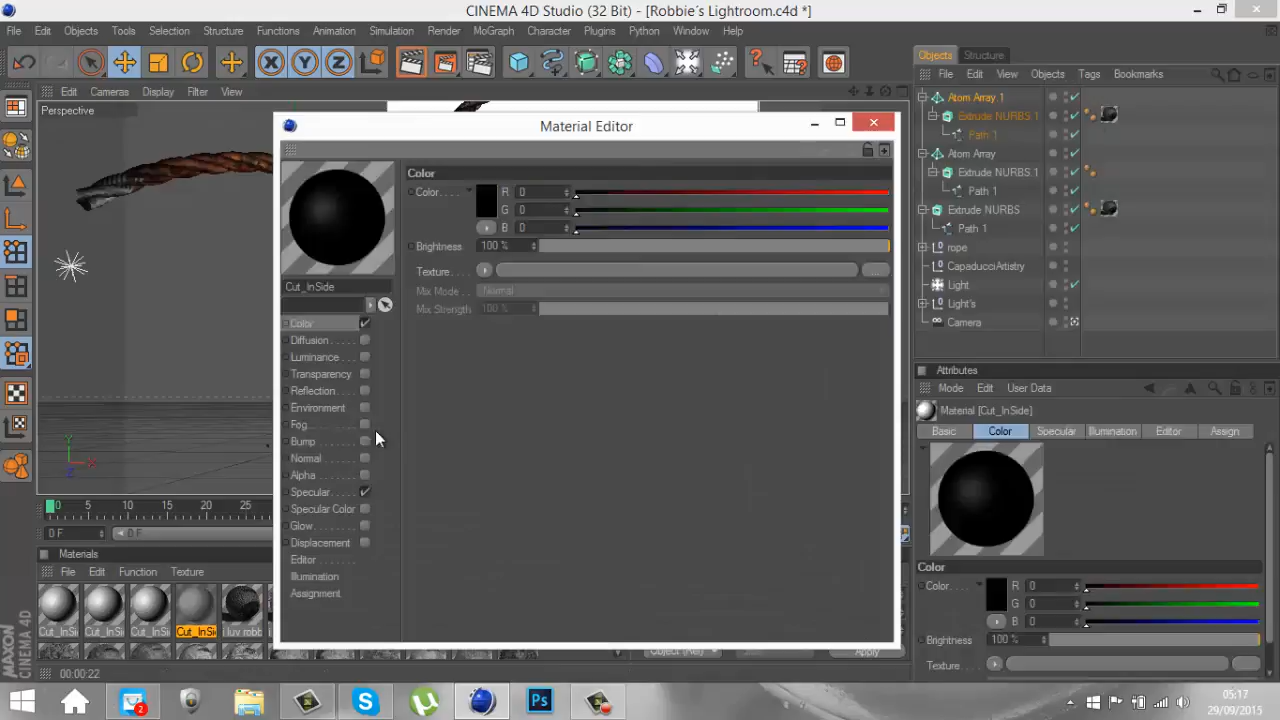 CINEMA 4D Studio (32 Bit) - [Robbie´s Lightroom.c4d *]
File Edit Objects Tools Selection Functions Structure Animation Simulation Render MoGraph Character Plugins Python Window Help
Objects Structure
File Edit View Objects Tags Bookmarks
Edit Cameras Display Filter View
Perspective
Material Editor
Color
Color. . . . R 0
G 0
B 0
Brightness 100 %
Texture. . . . .
...
Mix Mode . . Normal
Mix Strength 100 %
Cut_InSide
Color
Diffusion . . . . .
Luminance . . . .
Transparency
Reflection. . . . .
Environment
Fog
Bump
Normal
Alpha
Specular
Specular Color
Glow
Displacement
Editor
Illumination
Assignment
Atom Array.1
Extrude NURBS.1
Path 1
Atom Array
Extrude NURBS.1
Path 1
Extrude NURBS
Path 1
rope
CapaducciArtistry
Light
Light's
Camera
Attributes
Mode Edit User Data
Material [Cut_InSide]
Basic Color Specular Illumination Editor Assign
Color
Color. . . . R 0
G 0
B 0
Brightness 100 %
Texture. . . . .
0 5 10 15 20 25
0 F 0 F
Materials
File Edit Function Texture
Cut_InSi Cut_InSi Cut_InSi Cut_InSi i luv robb
Object (Rel) Apply
00:00:22
MAXON CINEMA 4D
2
Ps
05:17
29/09/2015